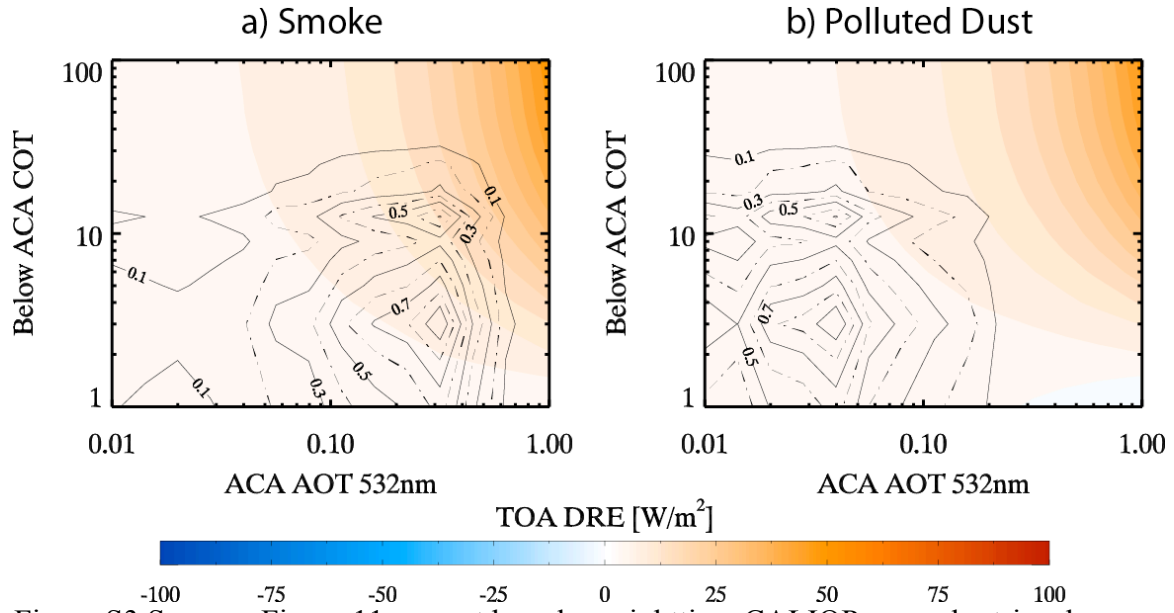 a) Smoke
b) Polluted Dust
100
10
1
Below ACA COT
0.1
0.1
0.1
0.3
0.5
0.7
0.5
0.3
0.1
0.01 0.10 1.00
ACA AOT 532nm
100
10
1
Below ACA COT
0.1
0.3
0.5
0.7
0.5
0.01 0.10 1.00
ACA AOT 532nm
TOA DRE [W/m²]
-100 -75 -50 -25 0 25 50 75 100